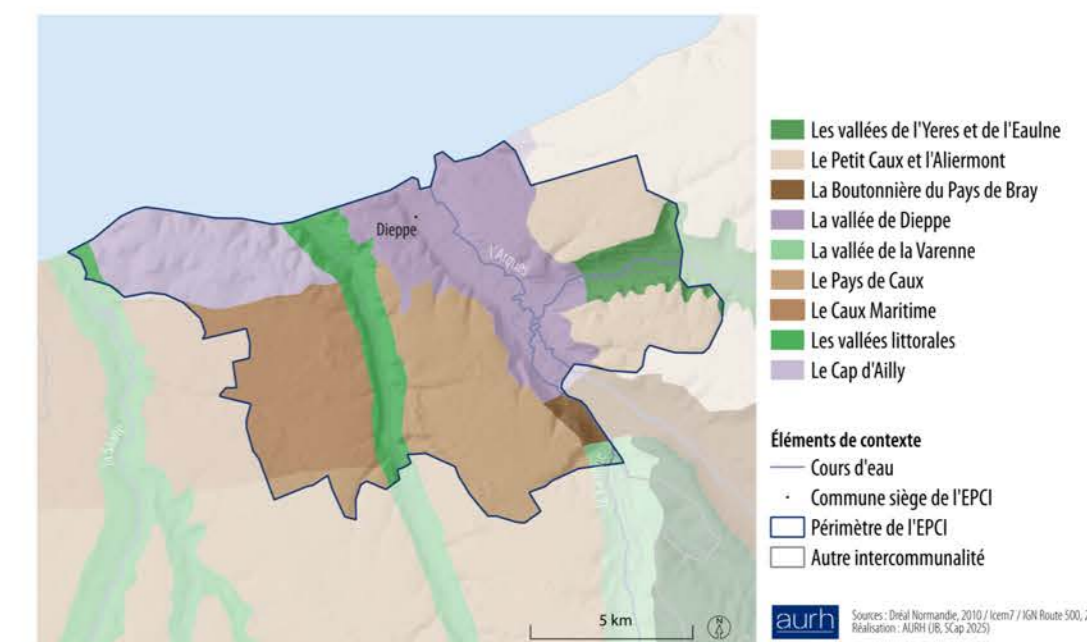 Dieppe
L'Arques
5 km
N
Les vallées de l'Yeres et de l'Eaulne
Le Petit Caux et l'Aliermont
La Boutonnière du Pays de Bray
La vallée de Dieppe
La vallée de la Varenne
Le Pays de Caux
Le Caux Maritime
Les vallées littorales
Le Cap d'Ailly
Éléments de contexte
Cours d'eau
Commune siège de l'EPCI
Périmètre de l'EPCI
Autre intercommunalité
aurh
Sources : Dréal Normandie, 2010 / Icem7 / IGN Route 500, 2
Réalisation : AURH (JB, SCap 2025)